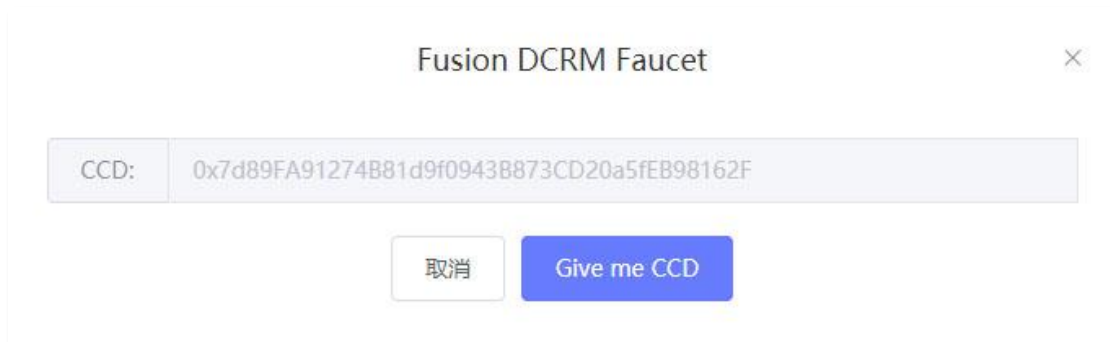 Fusion DCRM Faucet
CCD: 0x7d89FA91274B81d9f0943B873CD20a5fEB98162F
取消 Give me CCD